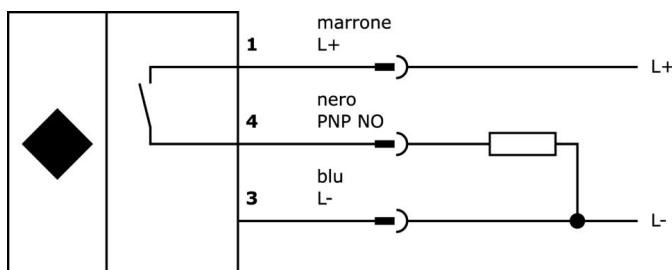 marrone
1 L+
L+
nero
4 PNP NO
blu
3 L-
L-